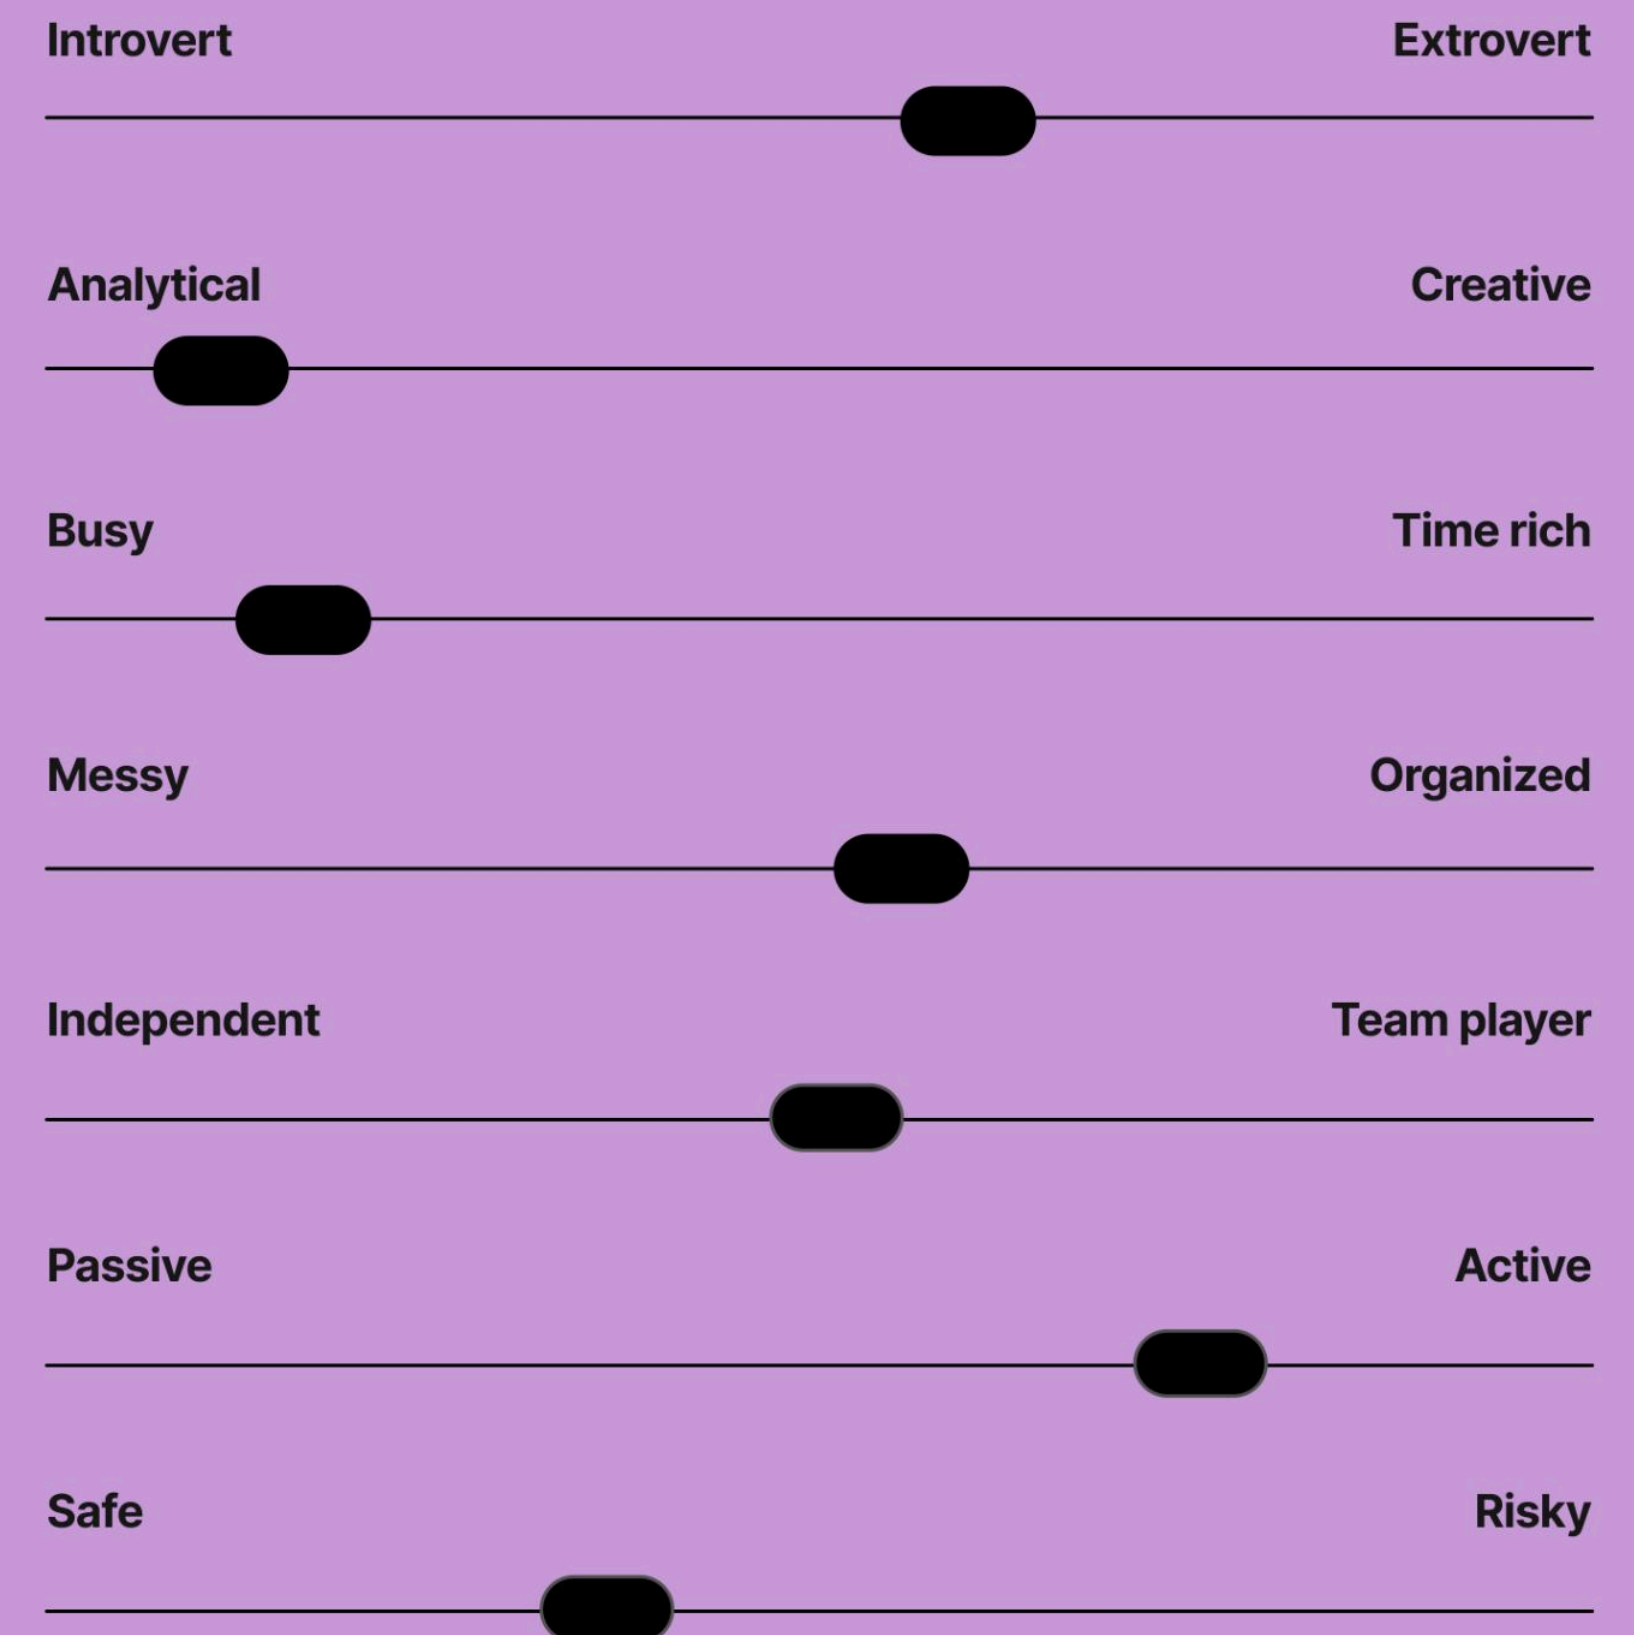 Introvert Extrovert
Analytical Creative
Busy Time rich
Messy Organized
Independent Team player
Passive Active
Safe Risky